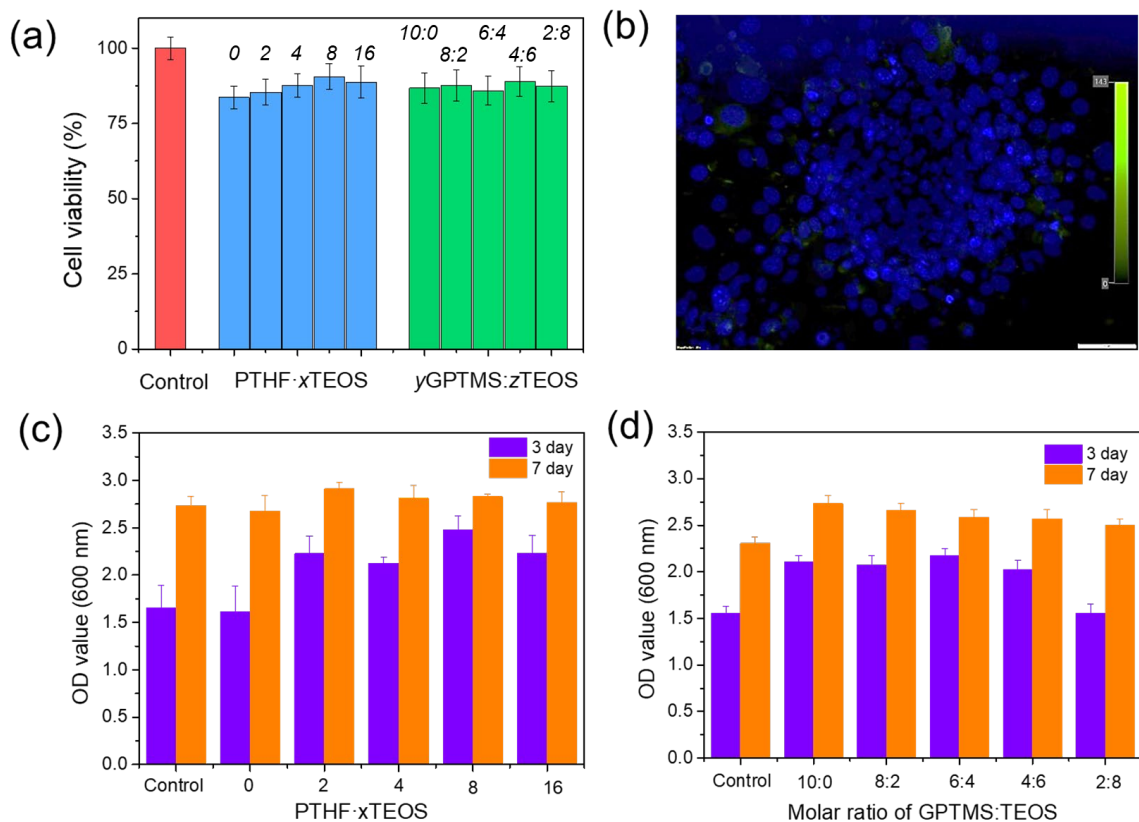 (a)
100
75
50
25
0
Cell viability (%)
0 2 4 8 16
10:0 6:4 2:8
8:2 4:6
Control PTHF·xTEOS yGPTMS:zTEOS
(b)
143
0
(c)
3.5
3.0
2.5
2.0
1.5
1.0
0.5
0.0
OD value (600 nm)
3 day
7 day
Control 0 2 4 8 16
PTHF·xTEOS
(d)
3.5
3.0
2.5
2.0
1.5
1.0
0.5
0.0
OD value (600 nm)
3 day
7 day
Control 10:0 8:2 6:4 4:6 2:8
Molar ratio of GPTMS:TEOS